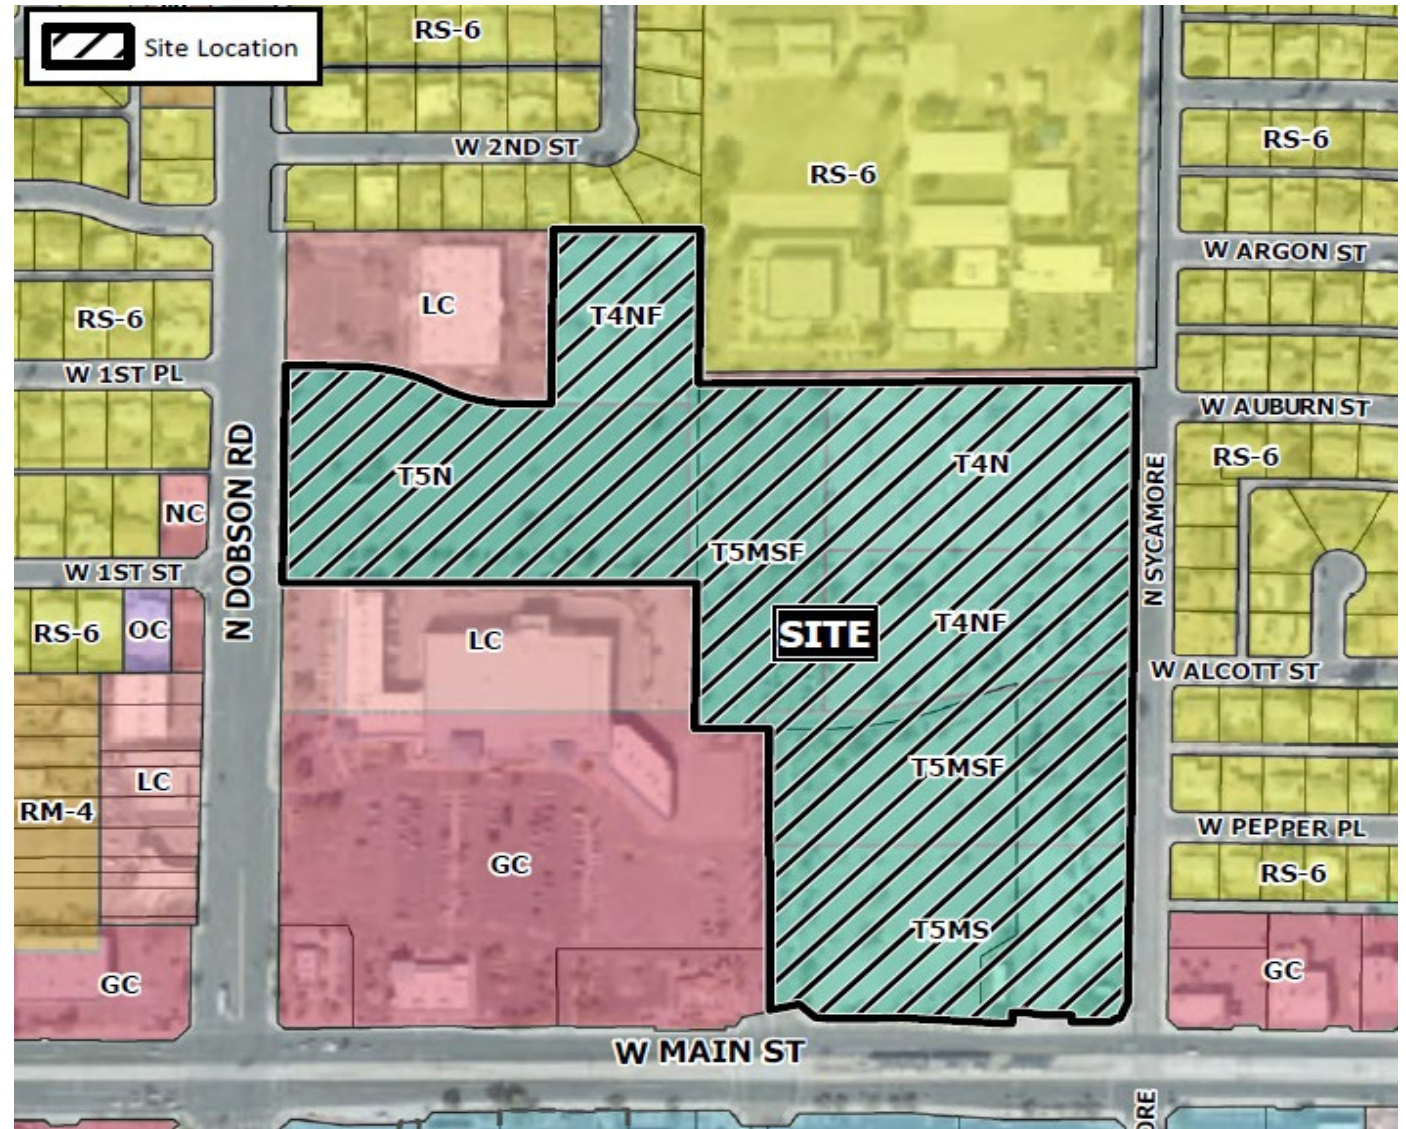 Site Location
RS-6
W 2ND ST
RS-6
RS-6
W ARGON ST
LC
T4NF
RS-6
W 1ST PL
W AUBURN ST
N DOBSON RD
T5N
T4N
RS-6
N SYCAMORE
NC
T5MSF
W 1ST ST
RS-6
OC
LC
SITE
T4NF
W ALCOTT ST
LC
RM-4
T5MSF
W PEPPER PL
GC
RS-6
T5MS
GC
GC
W MAIN ST
ORE